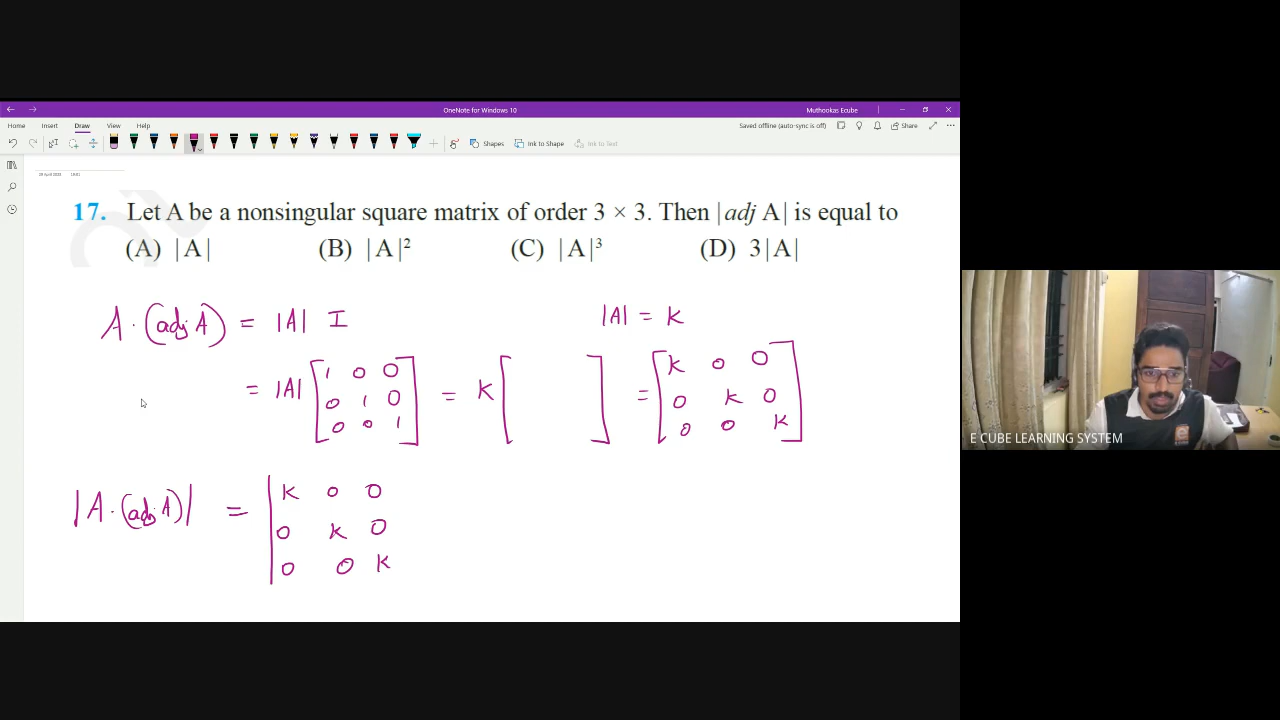 OneNote for Windows 10
Muthookas Ecube
Home Insert Draw View Help
Saved offline (auto-sync is off) Share
Shapes Ink to Shape Ink to Text
17. Let A be a nonsingular square matrix of order 3 × 3. Then |adj A| is equal to
(A) |A| (B) |A|² (C) |A|³ (D) 3|A|
A · (adj A) = |A| I |A| = K
= |A| [1 0 0 = K [ ] = [K 0 0
0 1 0 0 K 0
0 0 1] 0 0 K]
|A · (adj A)| = |K 0 0
0 K 0
0 0 K
E CUBE LEARNING SYSTEM